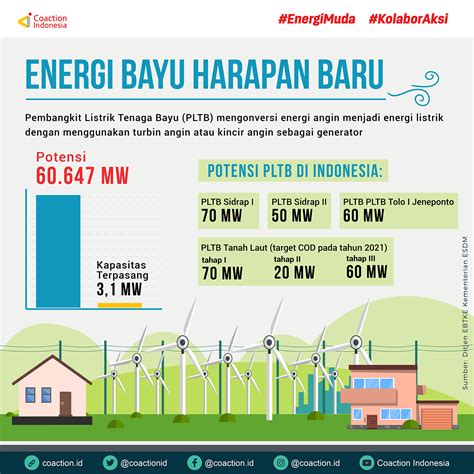 Coaction
Indonesia
#EnergiMuda #KolaborAksi
ENERGI BAYU HARAPAN BARU
Pembangkit Listrik Tenaga Bayu (PLTB) mengonversi energi angin menjadi energi listrik
dengan menggunakan turbin angin atau kincir angin sebagai generator
Potensi
60.647 MW
Kapasitas
Terpasang
3,1 MW
POTENSI PLTB DI INDONESIA:
PLTB Sidrap I
70 MW
PLTB Sidrap II
50 MW
PLTB PLTB Tolo I Jeneponto
60 MW
PLTB Tanah Laut (target COD pada tahun 2021)
tahap I
70 MW
tahap II
20 MW
tahap III
60 MW
Sumber: Ditjen EBTKE Kementerian ESDM
coaction.id
@coactionid
@coaction.id
@coaction.id
Coaction Indonesia